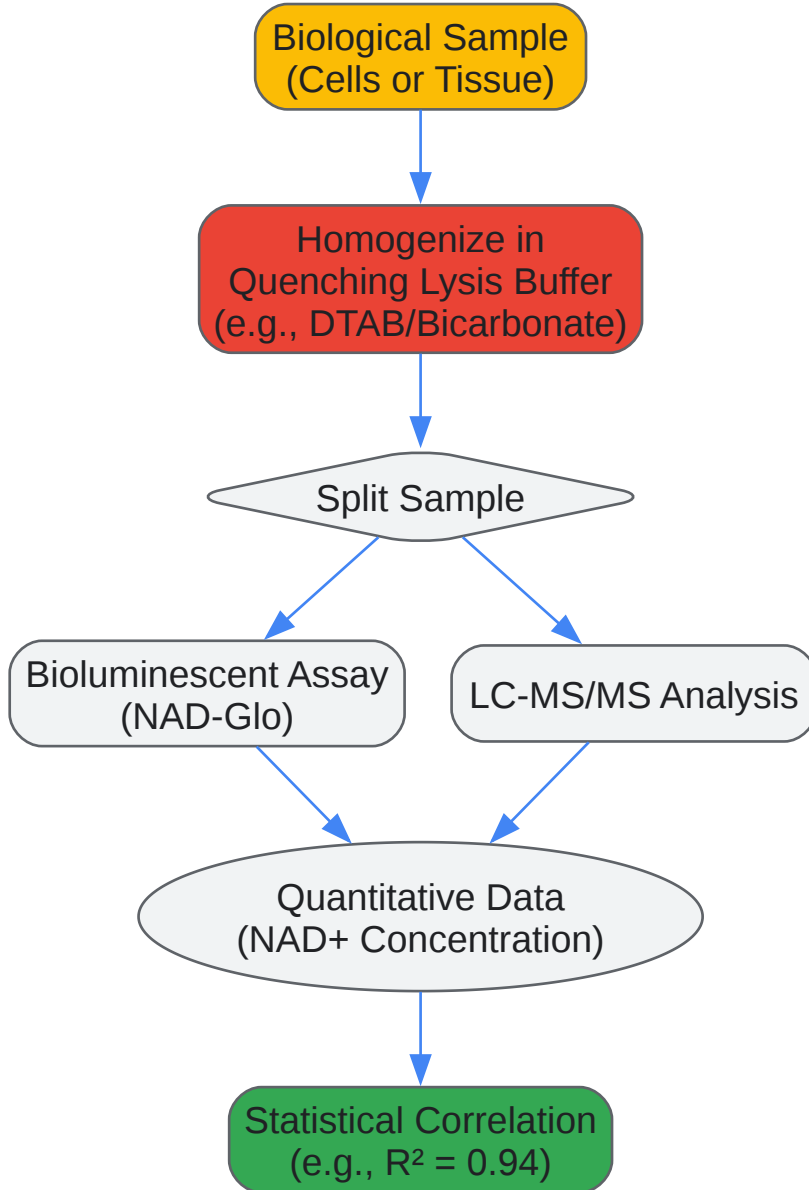 Biological Sample
(Cells or Tissue)
Homogenize in
Quenching Lysis Buffer
(e.g., DTAB/Bicarbonate)
Split Sample
Bioluminescent Assay
(NAD-Glo)
LC-MS/MS Analysis
Quantitative Data
(NAD+ Concentration)
Statistical Correlation
(e.g., R² = 0.94)